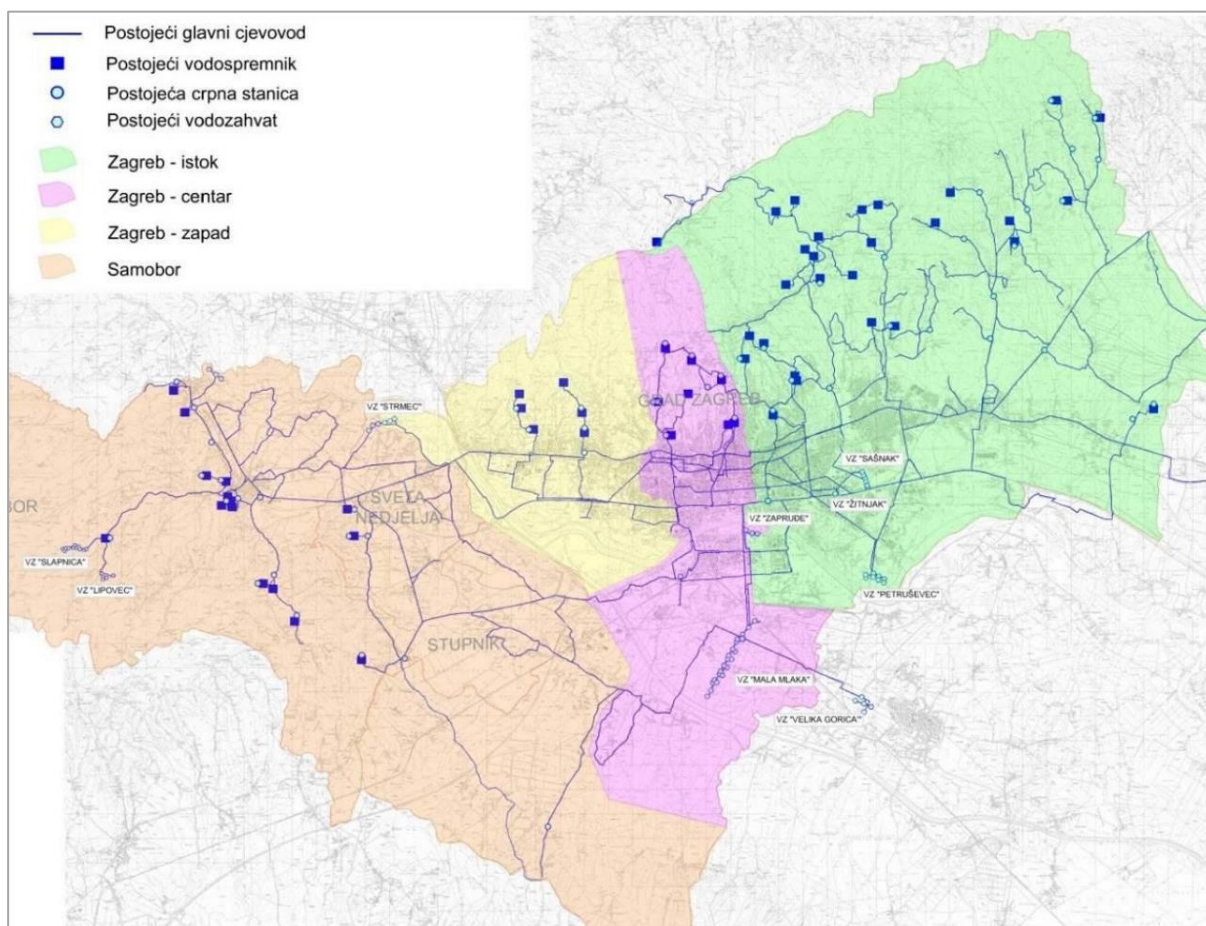 Postojeći glavni cjevovod
Postojeći vodospremnik
Postojeća crpna stanica
Postojeći vodozahvat
Zagreb - istok
Zagreb - centar
Zagreb - zapad
Samobor
GRAD ZAGREB
VZ "STRMEC"
VZ "SAŠNAK"
SVETA
NEDJELJA
VZ "ŽITNJAK"
BOR
VZ "ZAPRUĐE"
VZ "SLAPNICA"
VZ "LIPOVEC"
VZ "PETRUŠEVEC"
STUPNIK
VZ "MALA MLAKA"
VZ "VELIKA GORICA"